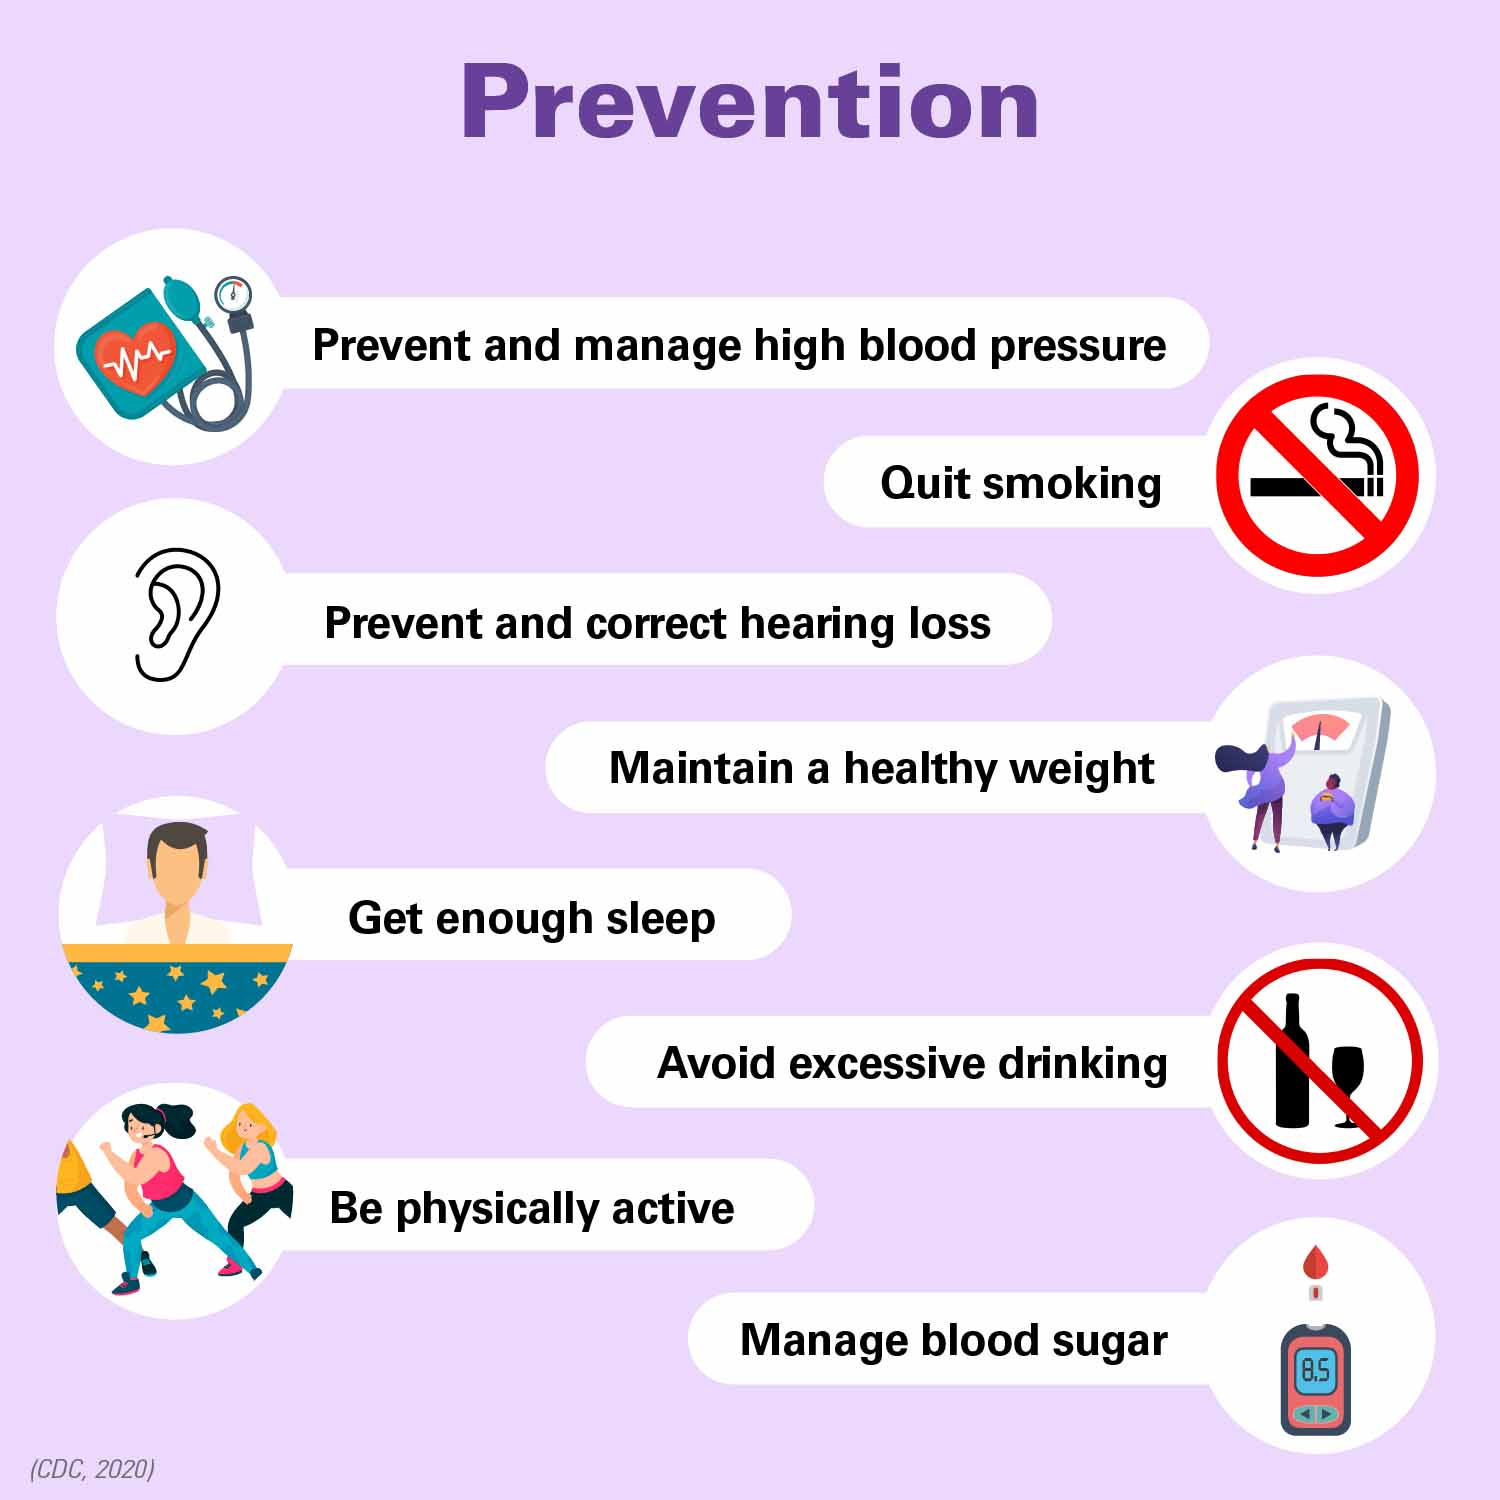 Prevention
Prevent and manage high blood pressure
Quit smoking
Prevent and correct hearing loss
Maintain a healthy weight
Get enough sleep
Avoid excessive drinking
Be physically active
Manage blood sugar
8.5
(CDC, 2020)